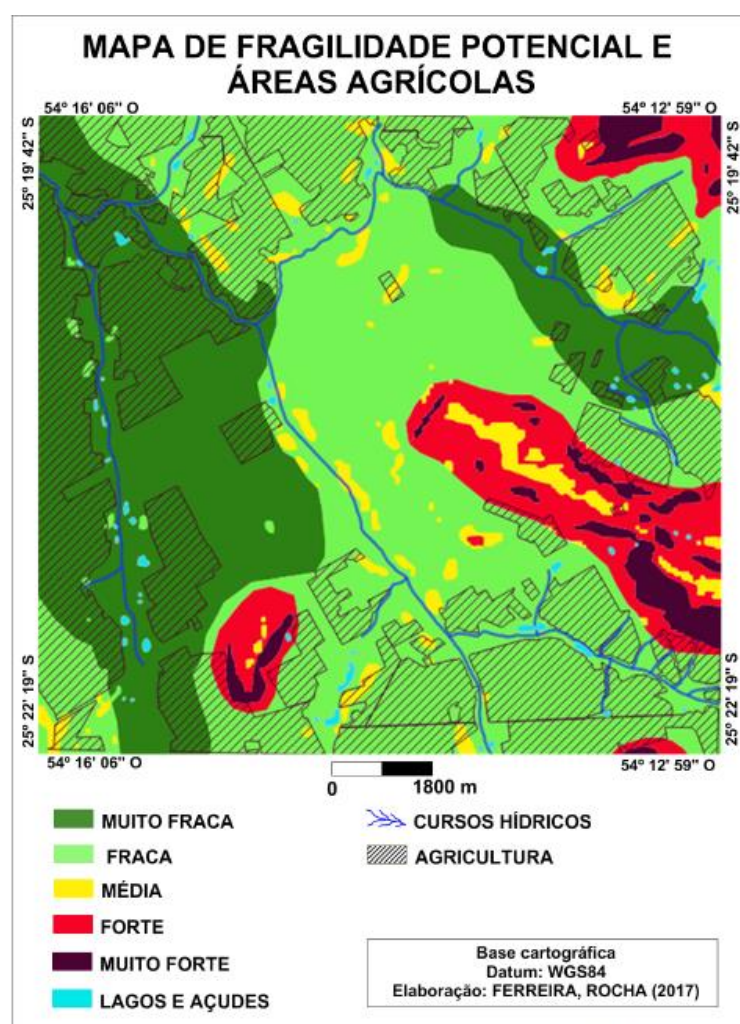 MAPA DE FRAGILIDADE POTENCIAL E
ÁREAS AGRÍCOLAS
54º 16' 06" O
54º 12' 59" O
25º 19' 42" S
25º 19' 42" S
25º 22' 19" S
25º 22' 19" S
54º 16' 06" O
54º 12' 59" O
0 1800 m
MUITO FRACA
FRACA
MÉDIA
FORTE
MUITO FORTE
LAGOS E AÇUDES
CURSOS HÍDRICOS
AGRICULTURA
Base cartográfica
Datum: WGS84
Elaboração: FERREIRA, ROCHA (2017)